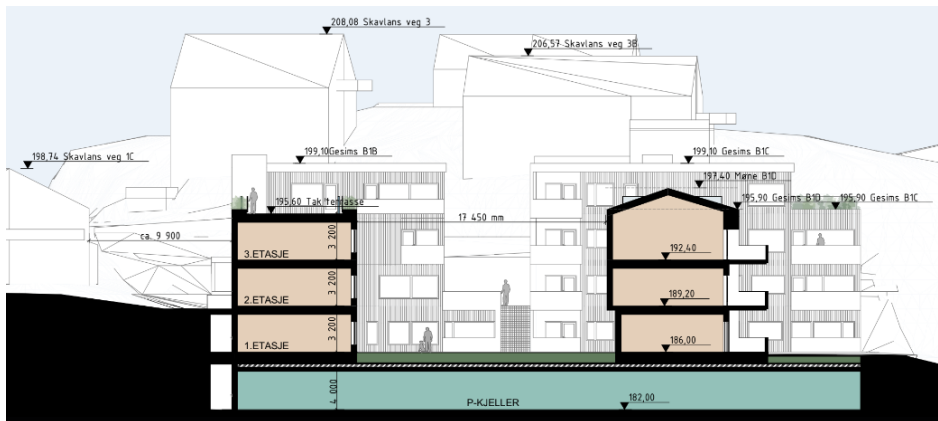 208,08 Skavlans veg 3
206,57 Skavlans veg 3B
198,74 Skavlans veg 1C
199,10 Gesims B1B
199,10 Gesims B1C
197,40 Møne B1D
195,60 Tak terrasse
195,90 Gesims B1D
195,90 Gesims B1C
17 450 mm
ca. 9 900
3 200
3.ETASJE
192,40
3 200
2.ETASJE
189,20
3 200
1.ETASJE
186,00
4 000
P-KJELLER
182,00